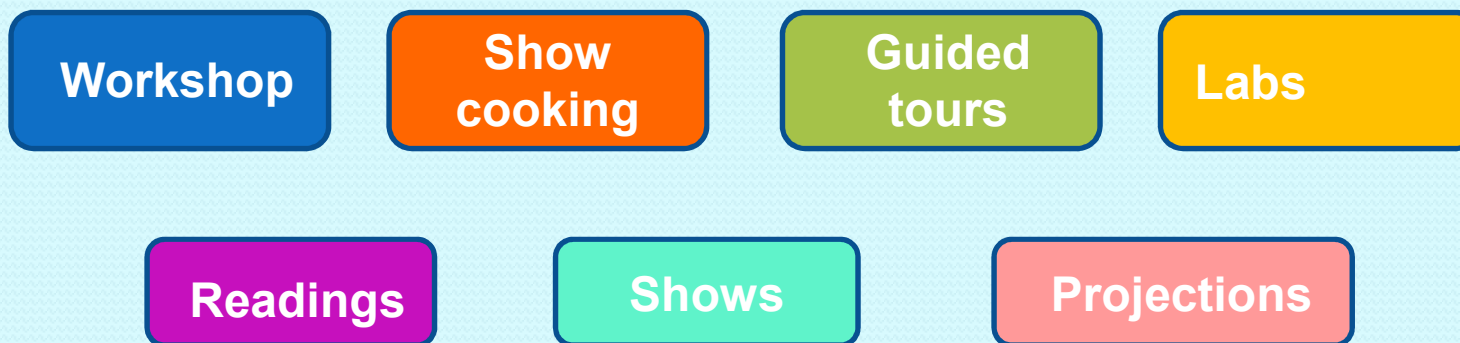 Workshop
Show
cooking
Guided
tours
Labs
Readings
Shows
Projections